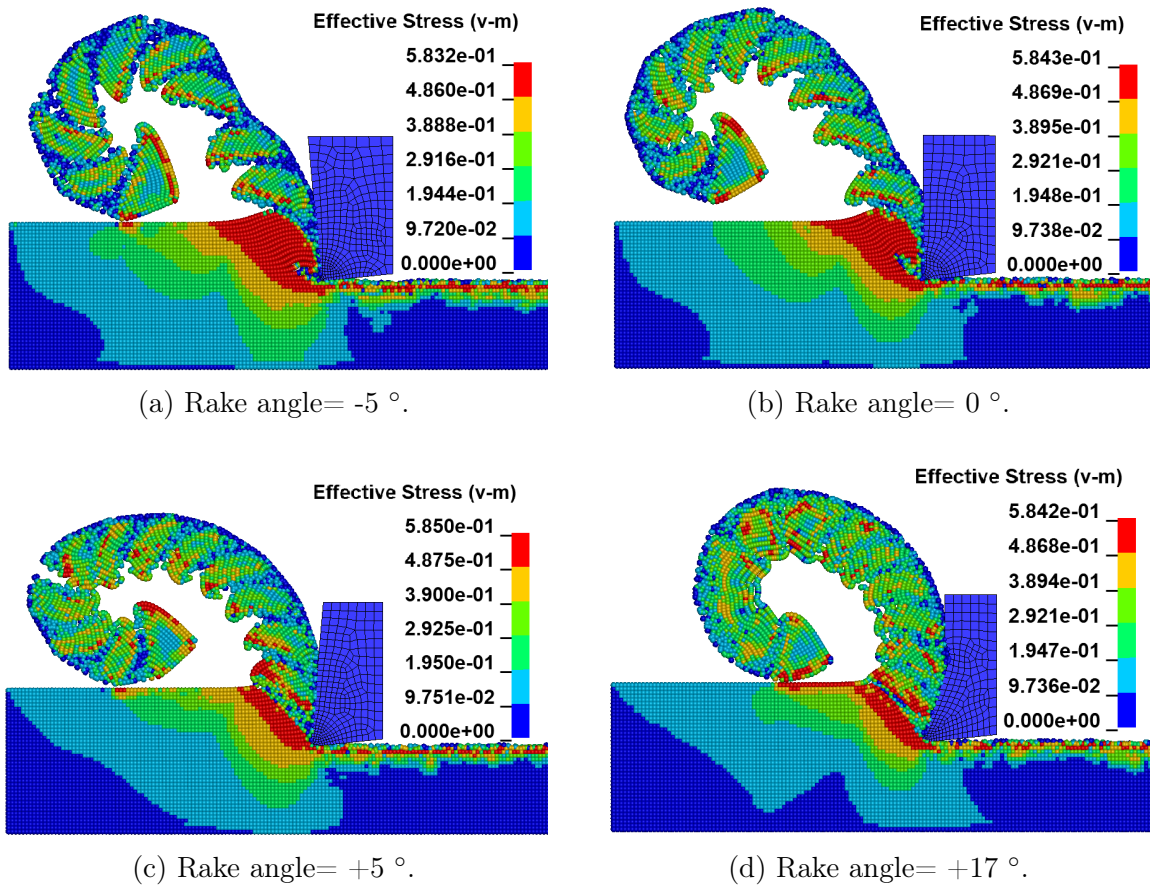 Effective Stress (v-m)
5.832e-01
4.860e-01
3.888e-01
2.916e-01
1.944e-01
9.720e-02
0.000e+00
(a) Rake angle= -5 °.
Effective Stress (v-m)
5.843e-01
4.869e-01
3.895e-01
2.921e-01
1.948e-01
9.738e-02
0.000e+00
(b) Rake angle= 0 °.
Effective Stress (v-m)
5.850e-01
4.875e-01
3.900e-01
2.925e-01
1.950e-01
9.751e-02
0.000e+00
(c) Rake angle= +5 °.
Effective Stress (v-m)
5.842e-01
4.868e-01
3.894e-01
2.921e-01
1.947e-01
9.736e-02
0.000e+00
(d) Rake angle= +17 °.